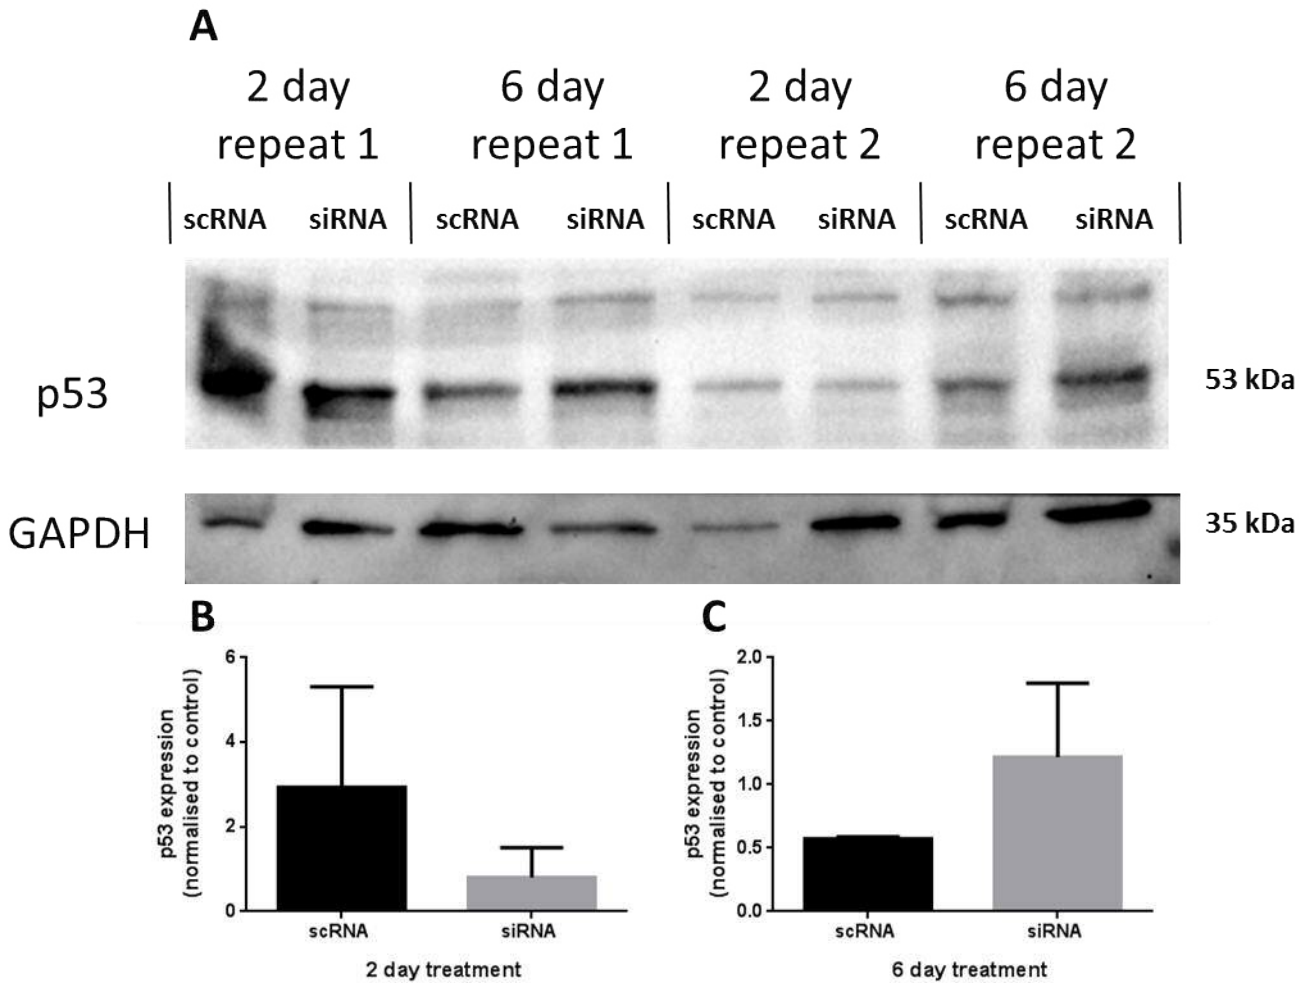 A
2 day 6 day 2 day 6 day
repeat 1 repeat 1 repeat 2 repeat 2
scRNA siRNA scRNA siRNA scRNA siRNA scRNA siRNA
p53 53 kDa
GAPDH 35 kDa
B
p53 expression
(normalised to control)
6
4
2
0
scRNA siRNA
2 day treatment
C
p53 expression
(normalised to control)
2.0
1.5
1.0
0.5
0.0
scRNA siRNA
6 day treatment